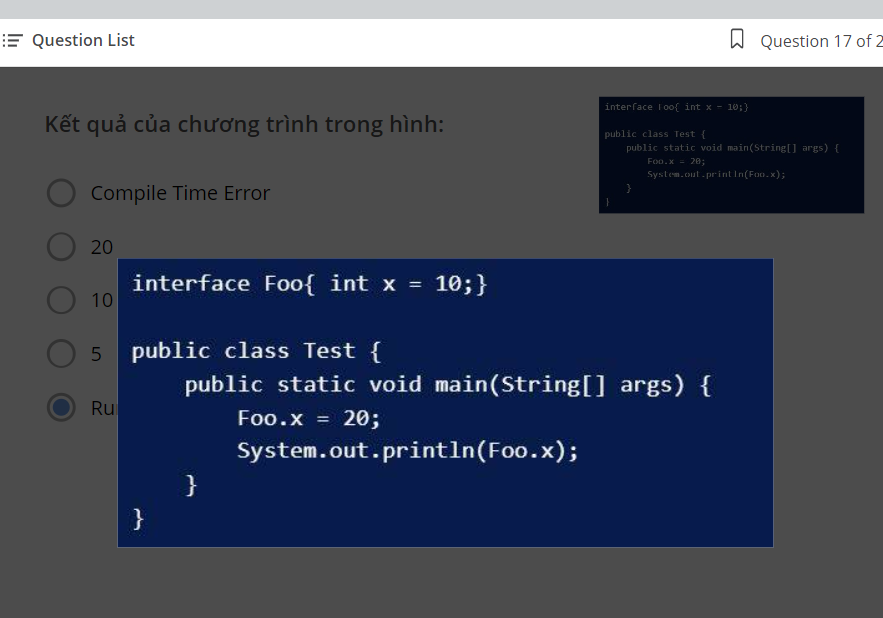 Question List
Question 17 of 2
Kết quả của chương trình trong hình:
interface Foo{ int x = 10;}
public class Test {
public static void main(String[] args) {
Foo.x = 20;
System.out.println(Foo.x);
}
}
Compile Time Error
20
10
5
interface Foo{ int x = 10;}
public class Test {
public static void main(String[] args) {
Foo.x = 20;
System.out.println(Foo.x);
}
}